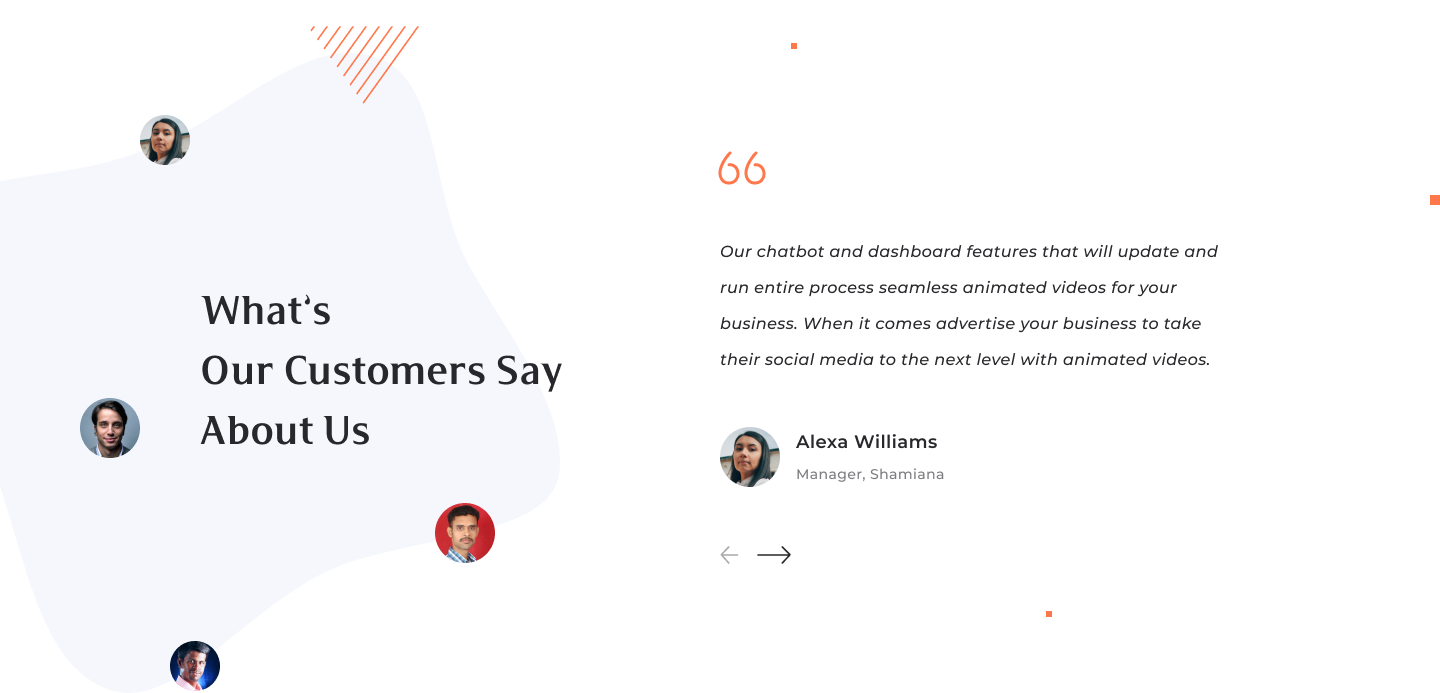 What's
Our Customers Say
About Us
“
Our chatbot and dashboard features that will update and
run entire process seamless animated videos for your
business. When it comes advertise your business to take
their social media to the next level with animated videos.
Alexa Williams
Manager, Shamiana